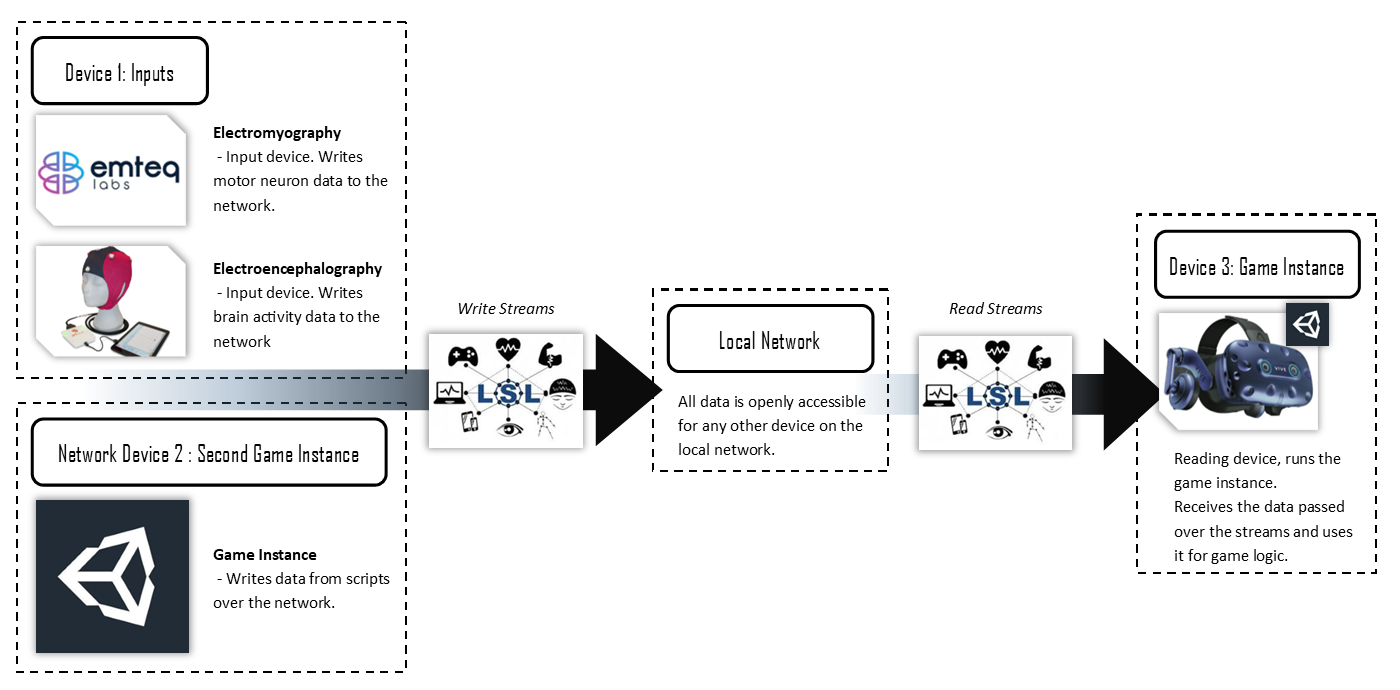 Device 1: Inputs
emteq
labs
Electromyography
- Input device. Writes
motor neuron data to the
network.
Electroencephalography
- Input device. Writes
brain activity data to the
network
Network Device 2 : Second Game Instance
Game Instance
- Writes data from scripts
over the network.
Write Streams
LSL
Local Network
All data is openly accessible
for any other device on the
local network.
Read Streams
LSL
Device 3: Game Instance
VIVE
Reading device, runs the
game instance.
Receives the data passed
over the streams and uses
it for game logic.